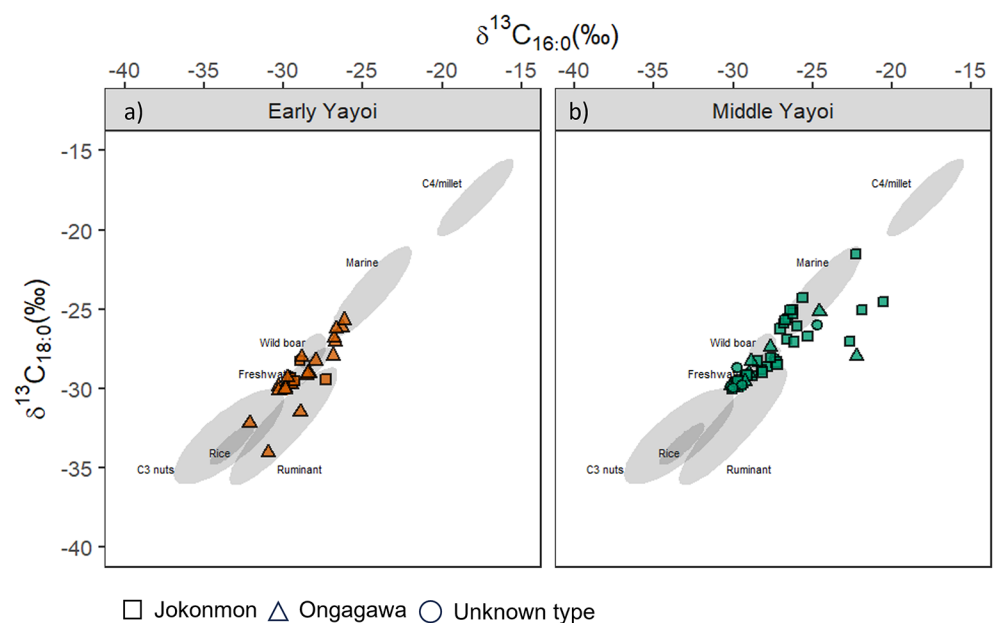 δ13C16:0(‰)
-40 -35 -30 -25 -20 -15 -40 -35 -30 -25 -20 -15
a) Early Yayoi b) Middle Yayoi
δ13C18:0(‰)
-15
-20
-25
-30
-35
-40
C4/millet
Marine
Wild boar
Rice
C3 nuts
Ruminant
C4/millet
Marine
Wild boar
Rice
C3 nuts
Ruminant
Jokonmon Ongagawa Unknown type